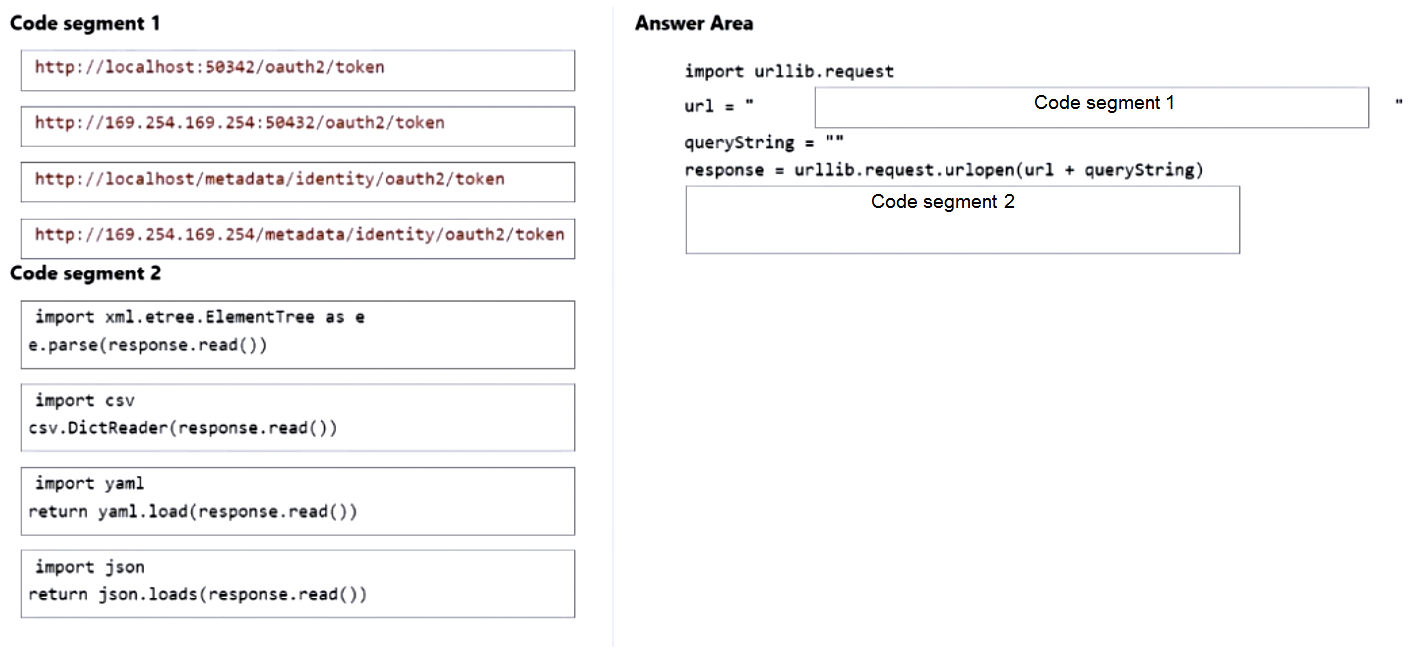 Code segment 1
http://localhost:50342/oauth2/token
http://169.254.169.254:50432/oauth2/token
http://localhost/metadata/identity/oauth2/token
http://169.254.169.254/metadata/identity/oauth2/token
Code segment 2
import xml.etree.ElementTree as e
e.parse(response.read())
import csv
csv.DictReader(response.read())
import yaml
return yaml.load(response.read())
import json
return json.loads(response.read())
Answer Area
import urllib.request
url = " Code segment 1 "
queryString = ""
response = urllib.request.urlopen(url + queryString)
Code segment 2